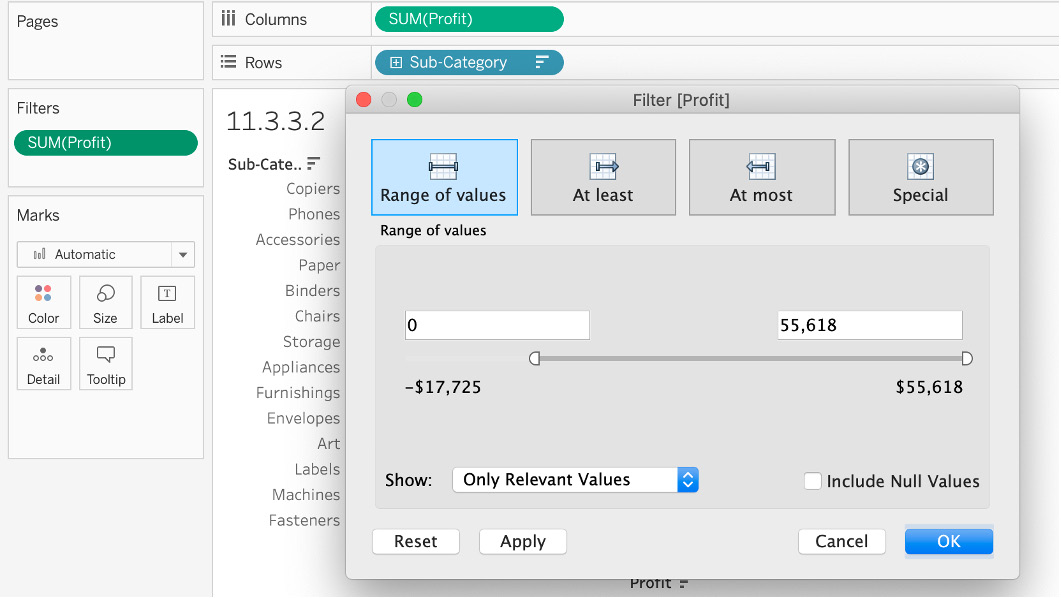 Pages
Columns
SUM(Profit)
Rows
Sub-Category
Filters
SUM(Profit)
Marks
Automatic
Color
Size
T
Label
Detail
Tooltip
11.3.3.2
Sub-Cate..
Copiers
Phones
Accessories
Paper
Binders
Chairs
Storage
Appliances
Furnishings
Envelopes
Art
Labels
Machines
Fasteners
Filter [Profit]
Range of values
At least
At most
Special
Range of values
0
55,618
-$17,725
$55,618
Show:
Only Relevant Values
Include Null Values
Reset
Apply
Cancel
OK
Profit